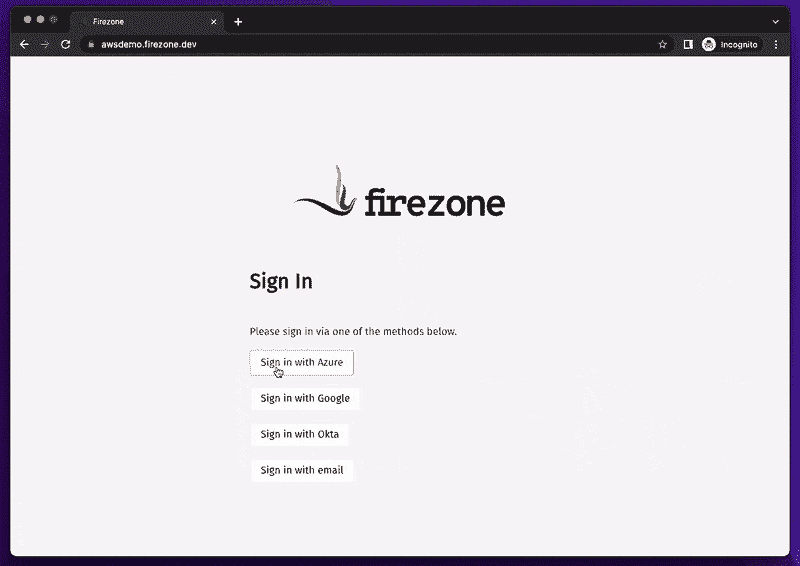 Firezone
awsdemo.firezone.dev
Incognito
firezone
Sign In
Please sign in via one of the methods below.
Sign in with Azure
Sign in with Google
Sign in with Okta
Sign in with email